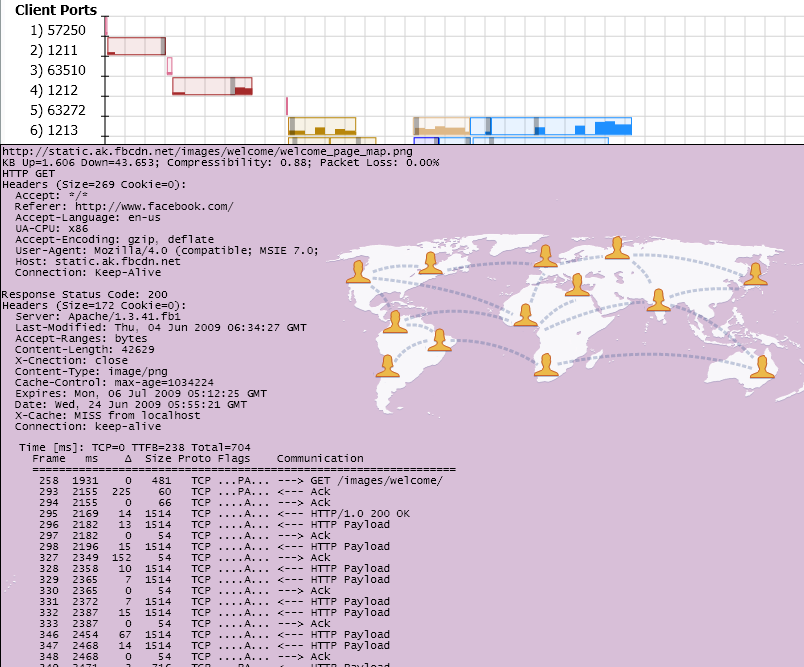 Client Ports
1) 57250
2) 1211
3) 63510
4) 1212
5) 63272
6) 1213
http://static.ak.fbcdn.net/images/welcome/welcome_page_map.png
KB Up=1.606 Down=43.653; Compressibility: 0.88; Packet Loss: 0.00%
HTTP GET
Headers (Size=269 Cookie=0):
Accept: */*
Referer: http://www.facebook.com/
Accept-Language: en-us
UA-CPU: x86
Accept-Encoding: gzip, deflate
User-Agent: Mozilla/4.0 (compatible; MSIE 7.0;
Host: static.ak.fbcdn.net
Connection: Keep-Alive
Response Status Code: 200
Headers (Size=172 Cookie=0):
Server: Apache/1.3.41.fb1
Last-Modified: Thu, 04 Jun 2009 06:34:27 GMT
Accept-Ranges: bytes
Content-Length: 42629
X-Cnection: close
Content-Type: image/png
Cache-Control: max-age=1034224
Expires: Mon, 06 Jul 2009 05:12:25 GMT
Date: Wed, 24 Jun 2009 05:55:21 GMT
X-Cache: MISS from localhost
Connection: keep-alive
Time [ms]: TCP=0 TTFB=238 Total=704
Frame ms Δ Size Proto Flags Communication
=================================================================
258 1931 0 481 TCP ...PA... ---> GET /images/welcome/
293 2155 225 60 TCP ....A... <--- Ack
294 2155 0 66 TCP ....A... ---> Ack
295 2169 14 1514 TCP ....A... <--- HTTP/1.0 200 OK
296 2182 13 1514 TCP ....A... <--- HTTP Payload
297 2182 0 54 TCP ....A... ---> Ack
298 2196 15 1514 TCP ....A... <--- HTTP Payload
327 2349 152 54 TCP ....A... ---> Ack
328 2358 10 1514 TCP ....A... <--- HTTP Payload
329 2365 7 1514 TCP ....A... <--- HTTP Payload
330 2365 0 54 TCP ....A... ---> Ack
331 2372 7 1514 TCP ....A... <--- HTTP Payload
332 2387 15 1514 TCP ....A... <--- HTTP Payload
333 2387 0 54 TCP ....A... ---> Ack
346 2454 67 1514 TCP ....A... <--- HTTP Payload
347 2468 14 1514 TCP ....A... <--- HTTP Payload
348 2468 0 54 TCP ....A... ---> Ack